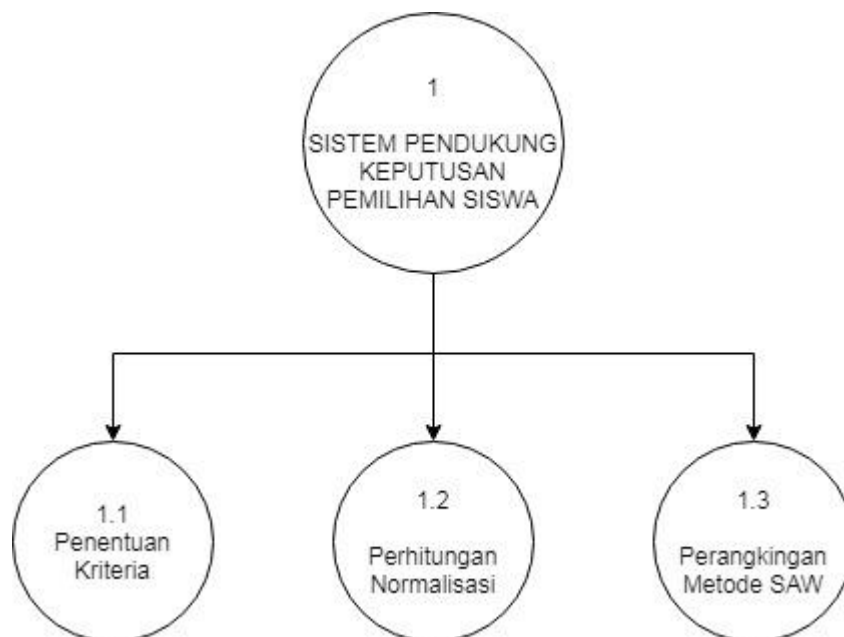 1
SISTEM PENDUKUNG
KEPUTUSAN
PEMILIHAN SISWA
1.1
Penentuan
Kriteria
1.2
Perhitungan
Normalisasi
1.3
Perangkingan
Metode SAW